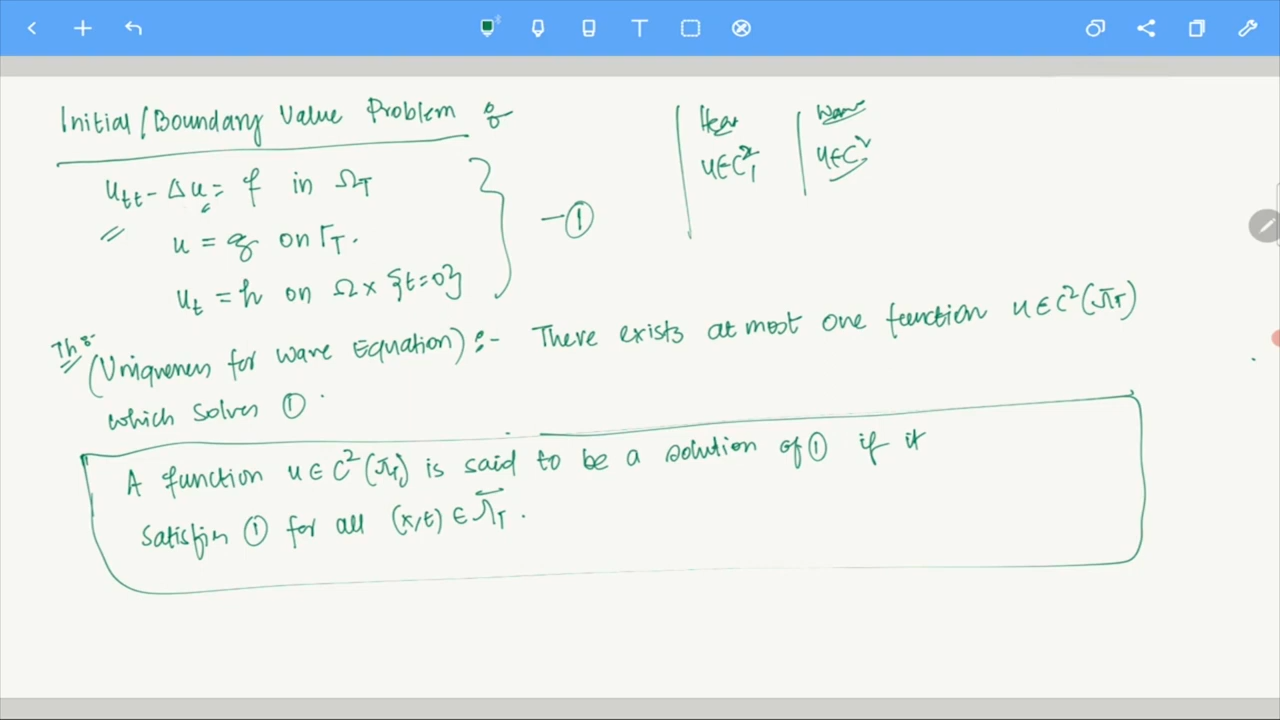 Initial/Boundary Value Problem :-
u_tt - Δu = f in Ω_T
u = g on Γ_T.
u_t = h on Ω × {t=0}
— ①
Heat
u ∈ C²₁
Wave
u ∈ C²
Th :-
(Uniqueness for wave Equation) :- There exists at most one function u ∈ C²(Ω̄_T)
which solves ① .
A function u ∈ C²(Ω̄_T) is said to be a solution of ① if it
satisfies ① for all (x,t) ∈ Ω̄_T .